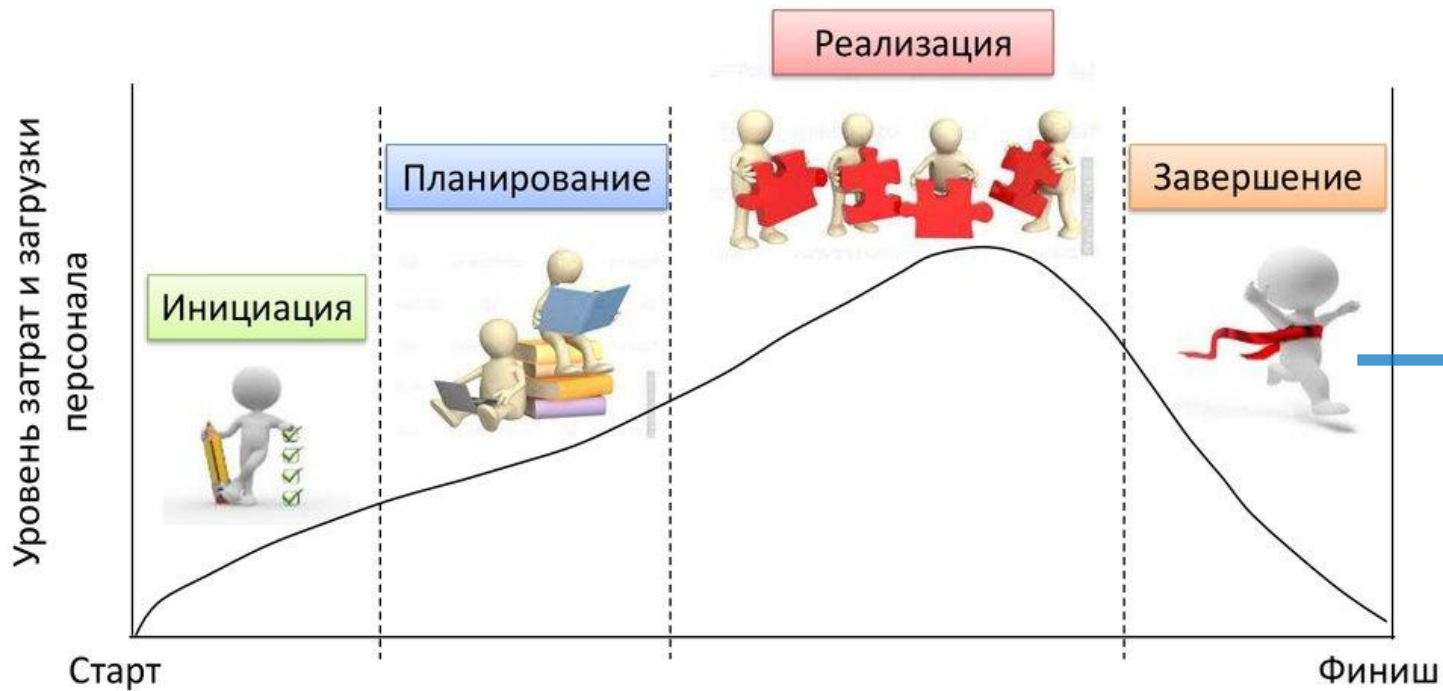 Реализация
Планирование
Завершение
Инициация
Уровень затрат и загрузки
персонала
Старт
Финиш